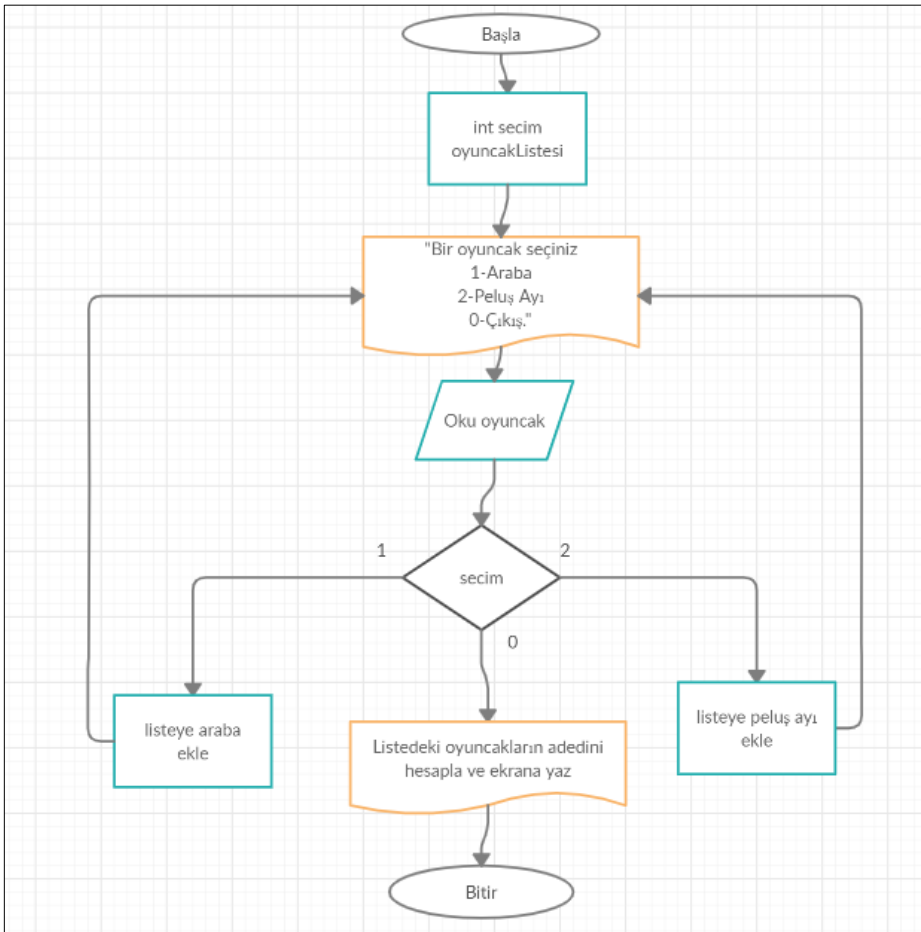 Başla
int secim
oyuncakListesi
"Bir oyuncak seçiniz
1-Araba
2-Peluş Ayı
0-Çıkış."
Oku oyuncak
1
2
secim
0
listeye araba
ekle
listeye peluş ayı
ekle
Listedeki oyuncakların adedini
hesapla ve ekrana yaz
Bitir